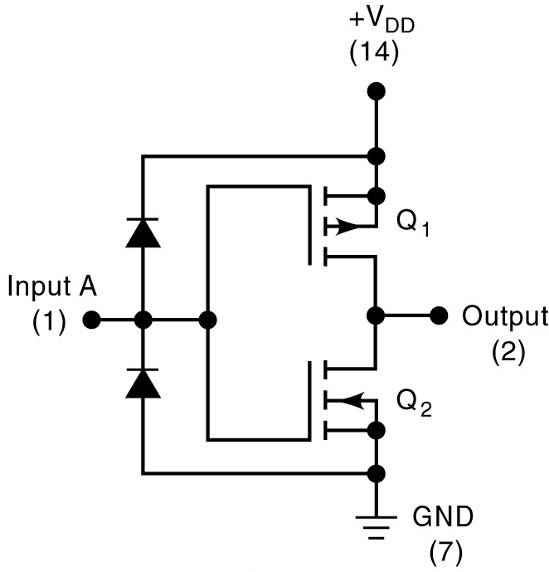 +VDD
(14)
Q1
Input A
(1)
Output
(2)
Q2
GND
(7)